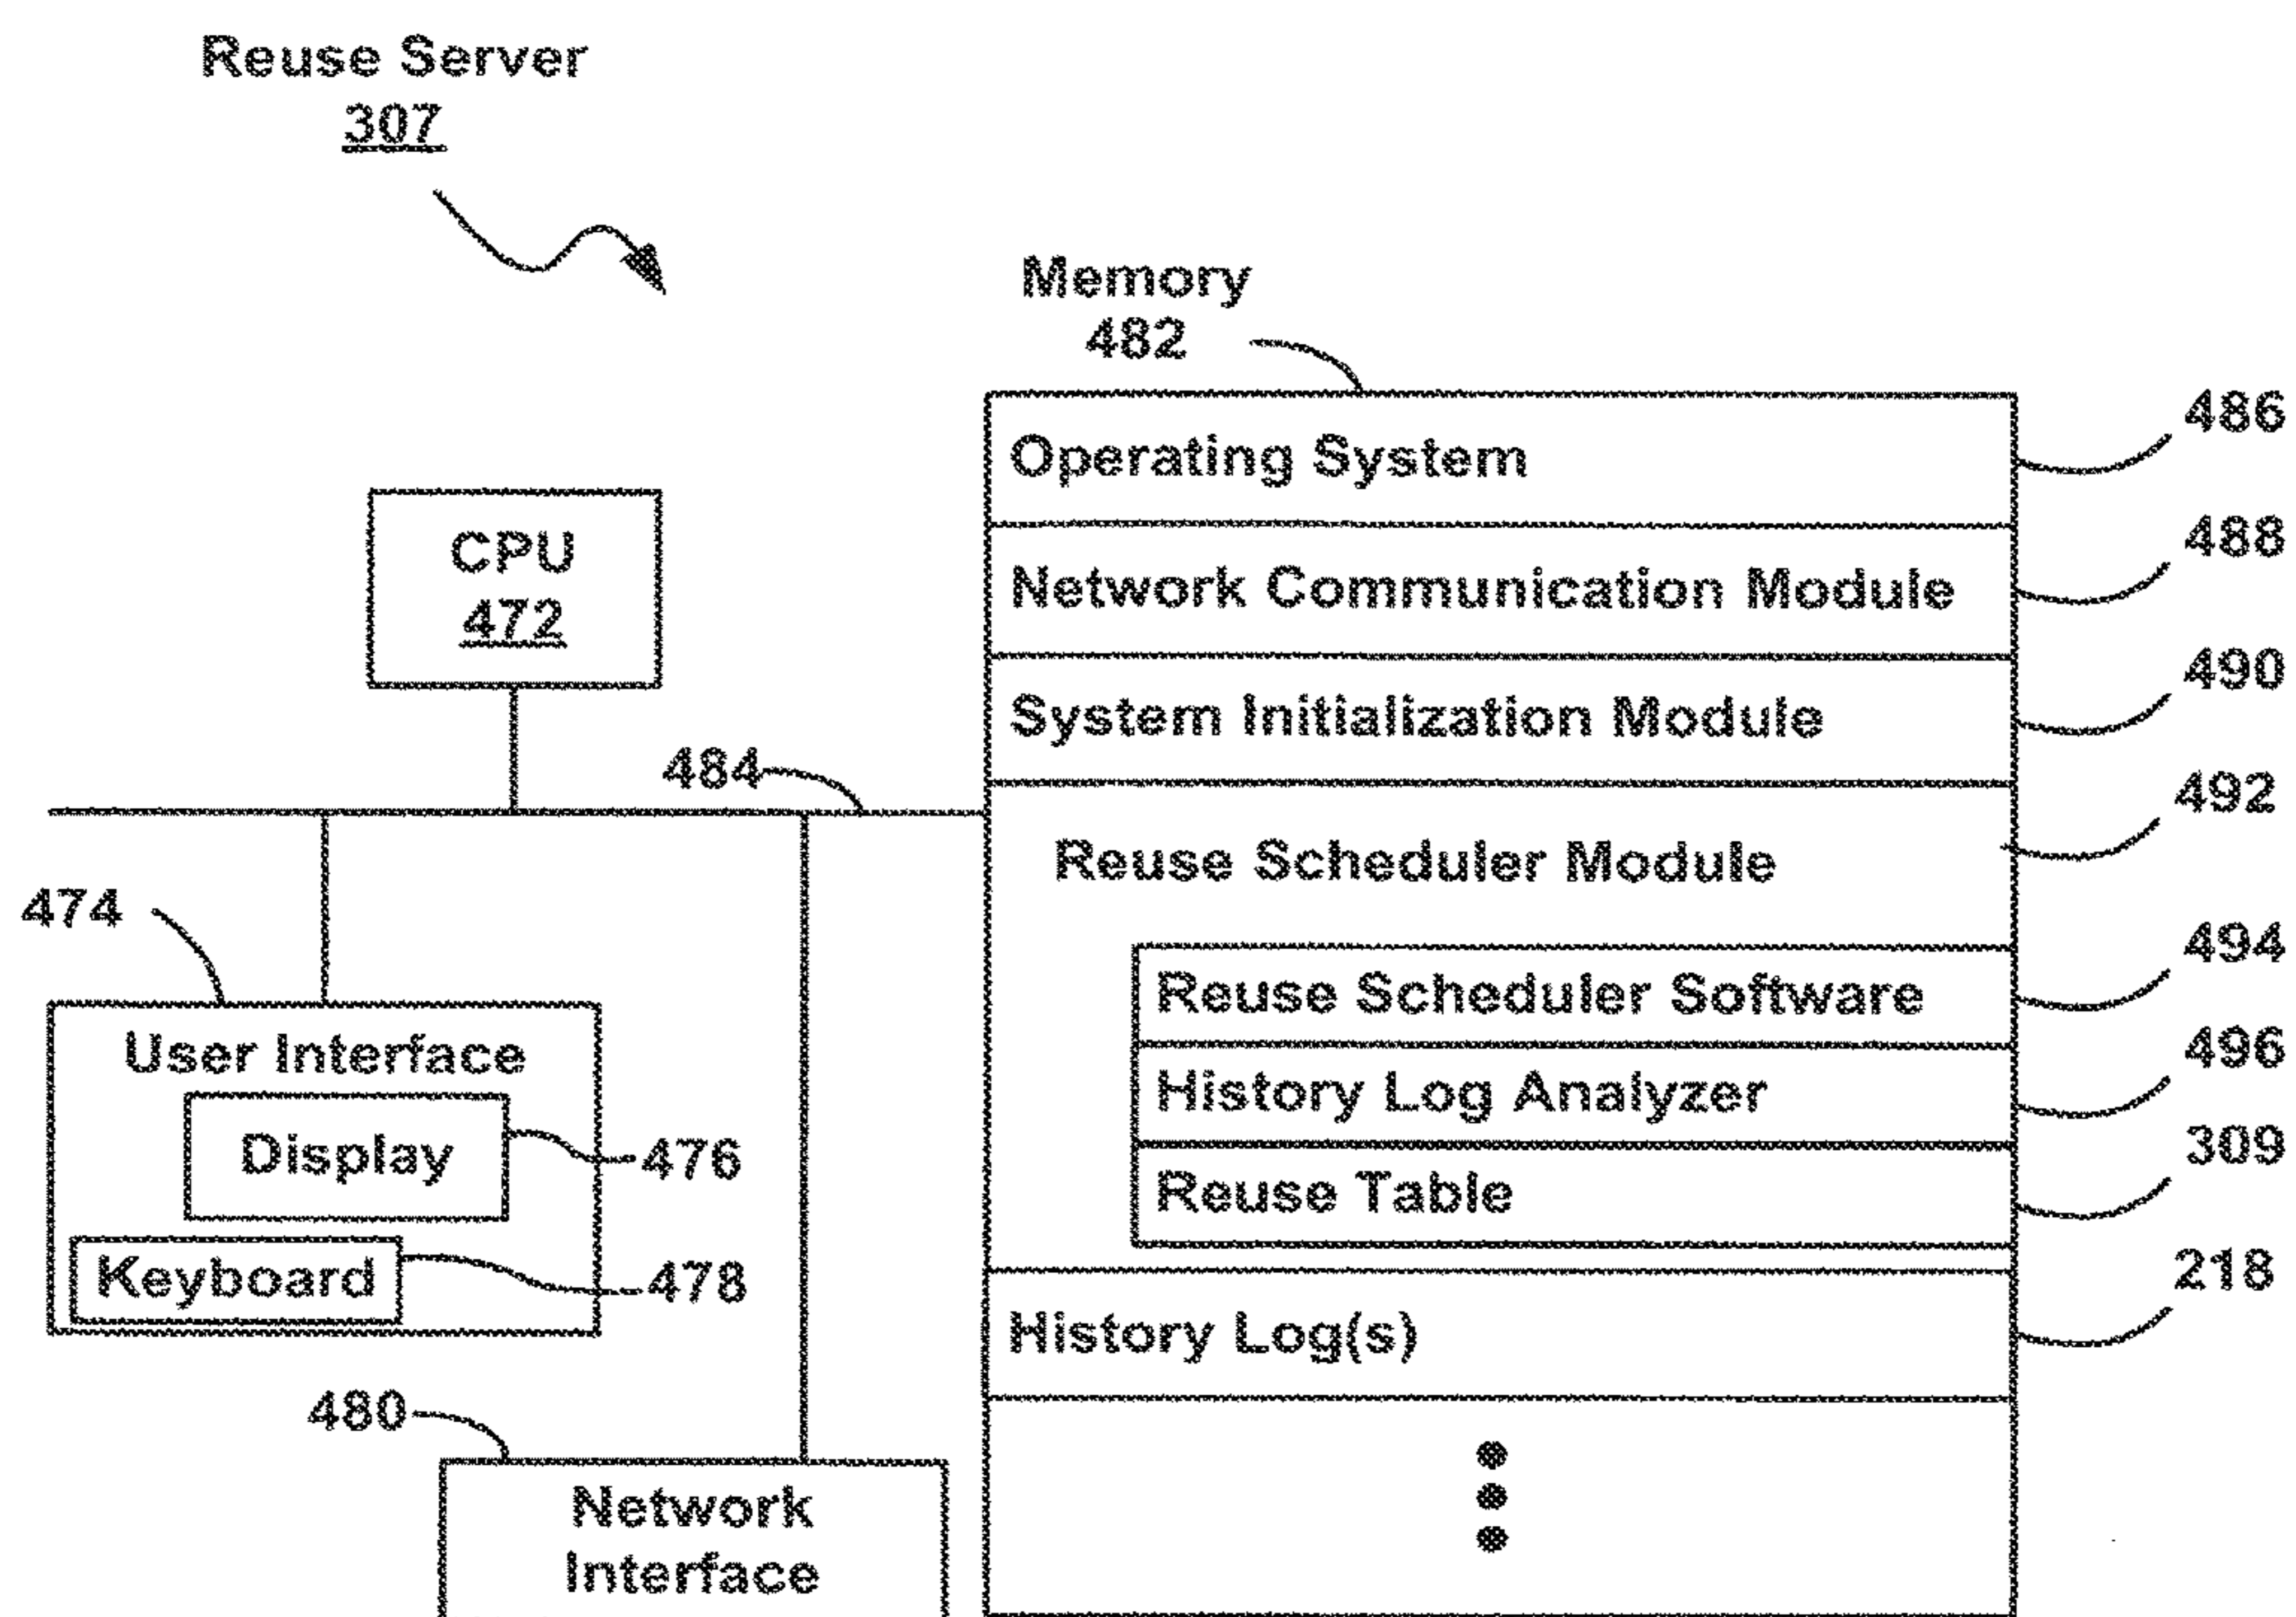 Reuse Server
307
Memory
482
Operating System
486
Network Communication Module
488
System Initialization Module
490
Reuse Scheduler Module
492
Reuse Scheduler Software
494
History Log Analyzer
496
Reuse Table
309
History Log(s)
218
CPU
472
484
474
User Interface
Display
476
Keyboard
478
480
Network
Interface